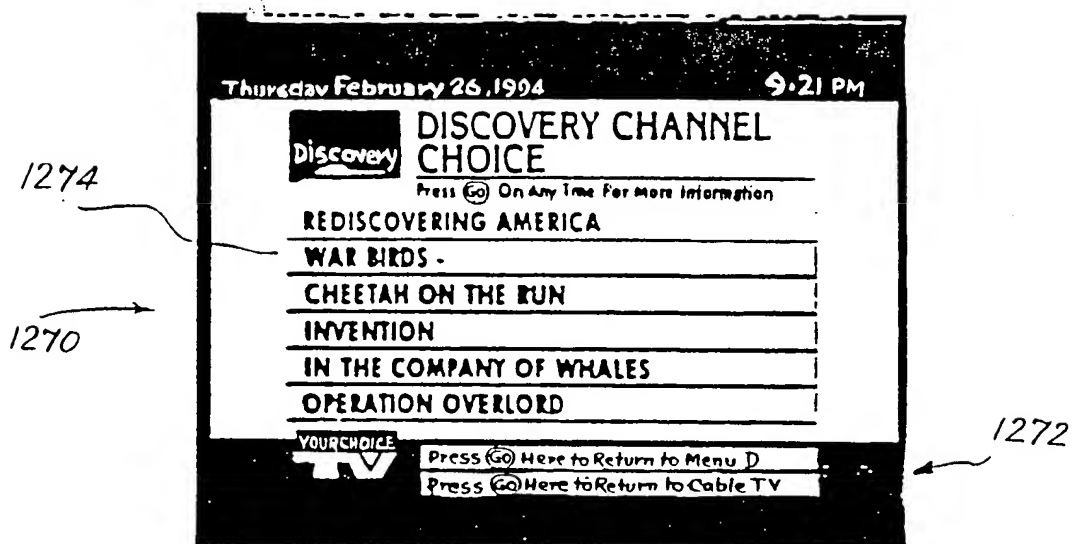 Thursday February 26, 1994 9:21 PM
Discovery
DISCOVERY CHANNEL
CHOICE
Press Go On Any Time For More Information
1274
REDISCOVERING AMERICA
WAR BIRDS -
CHEETAH ON THE RUN
1270
INVENTION
IN THE COMPANY OF WHALES
OPERATION OVERLORD
1272
YOUR CHOICE
TV
Press Go Here to Return to Menu D
Press Go Here to Return to Cable TV